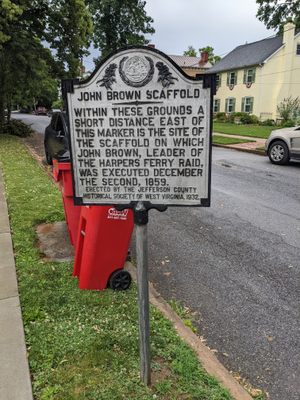 JOHN BROWN SCAFFOLD
WITHIN THESE GROUNDS A
SHORT DISTANCE EAST OF
THIS MARKER IS THE SITE OF
THE SCAFFOLD ON WHICH
JOHN BROWN, LEADER OF
THE HARPERS FERRY RAID,
WAS EXECUTED DECEMBER
THE SECOND, 1859.
ERECTED BY THE JEFFERSON COUNTY
HISTORICAL SOCIETY OF WEST VIRGINIA, 1932.